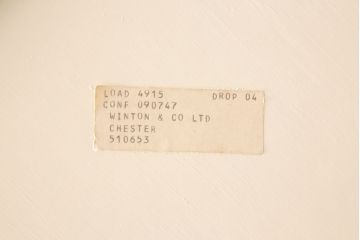 LOAD 4915 DROP 04
CONF 090747
WINTON & CO LTD
CHESTER
510653